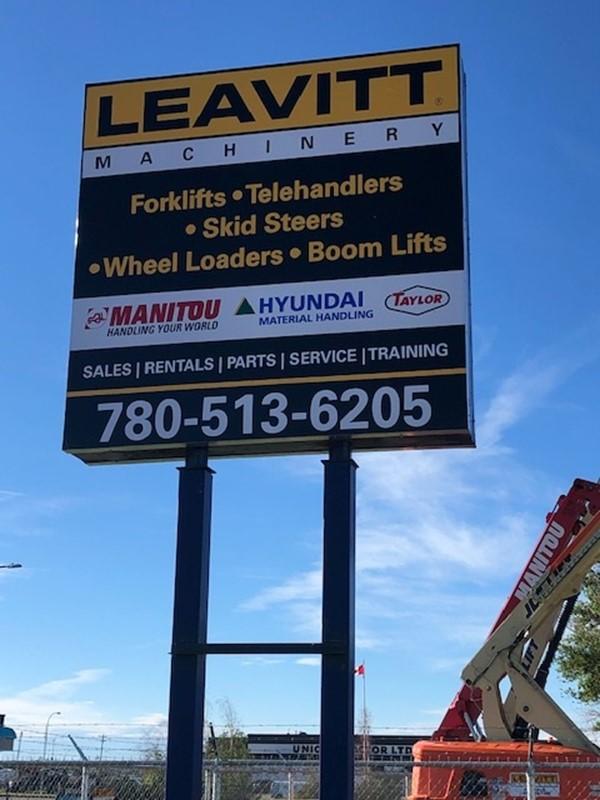 LEAVITT®
MACHINERY
Forklifts • Telehandlers
• Skid Steers
• Wheel Loaders • Boom Lifts
MANITOU
HANDLING YOUR WORLD
HYUNDAI
MATERIAL HANDLING
TAYLOR
SALES | RENTALS | PARTS | SERVICE | TRAINING
780-513-6205
MANITOU
LIFT